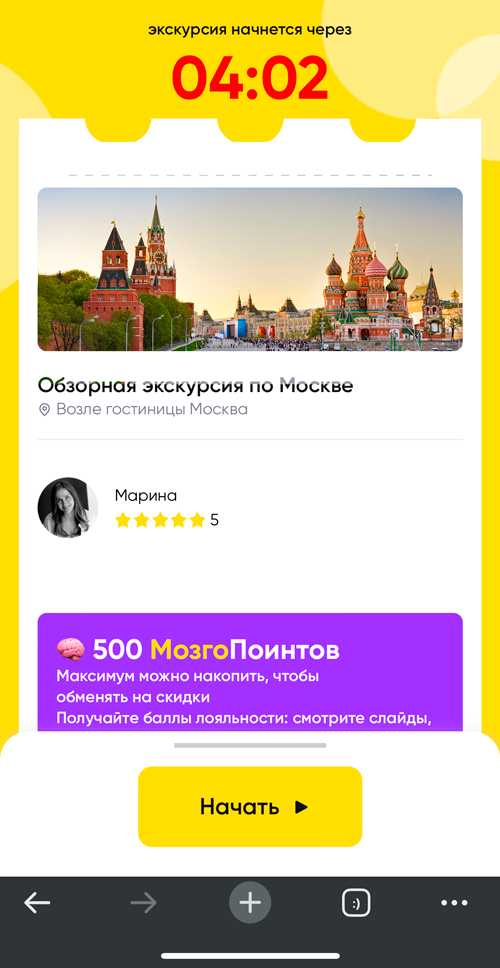 экскурсия начнется через
04:02
Обзорная экскурсия по Москве
Возле гостиницы Москва
Марина
5
500 МозгоПоинтов
Максимум можно накопить, чтобы
обменять на скидки
Получайте баллы лояльности: смотрите слайды,
Начать
:)